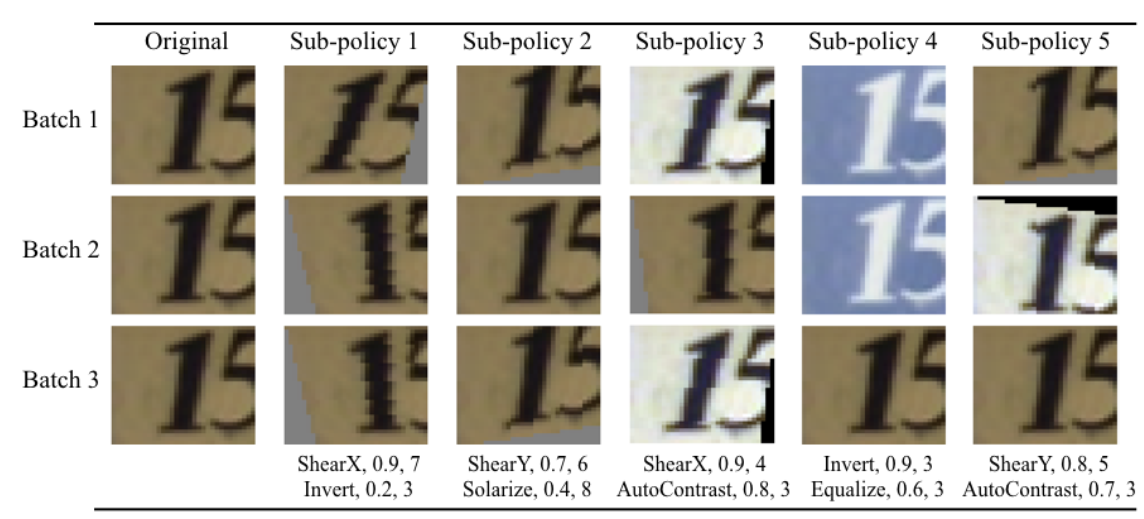 Original Sub-policy 1 Sub-policy 2 Sub-policy 3 Sub-policy 4 Sub-policy 5
Batch 1 15 15 15 15 15 15
Batch 2 15 15 15 15 15 15
Batch 3 15 15 15 15 15 15
ShearX, 0.9, 7 ShearY, 0.7, 6 ShearX, 0.9, 4 Invert, 0.9, 3 ShearY, 0.8, 5
Invert, 0.2, 3 Solarize, 0.4, 8 AutoContrast, 0.8, 3 Equalize, 0.6, 3 AutoContrast, 0.7, 3